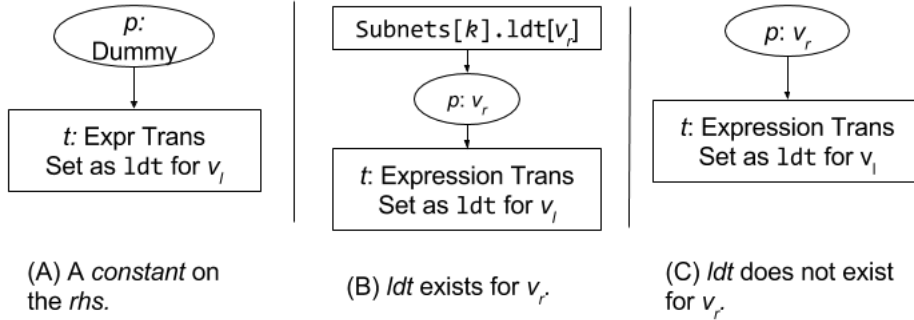 p:
Dummy
t: Expr Trans
Set as ldt for v_l
(A) A constant on
the rhs.
Subnets[k].ldt[v_r]
p: v_r
t: Expression Trans
Set as ldt for v_l
(B) ldt exists for v_r.
p: v_r
t: Expression Trans
Set as ldt for v_l
(C) ldt does not exist
for v_r.